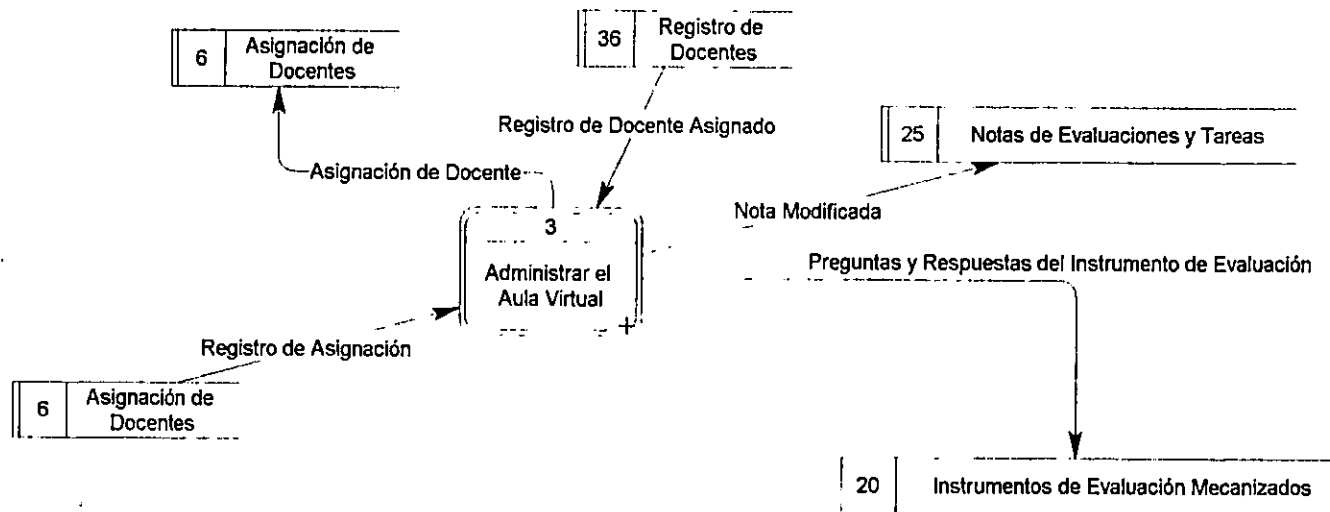 6
Asignación de
Docentes
36
Registro de
Docentes
Registro de Docente Asignado
25
Notas de Evaluaciones y Tareas
Asignación de Docente
Nota Modificada
3
Administrar el
Aula Virtual
+
Preguntas y Respuestas del Instrumento de Evaluación
Registro de Asignación
6
Asignación de
Docentes
20
Instrumentos de Evaluación Mecanizados